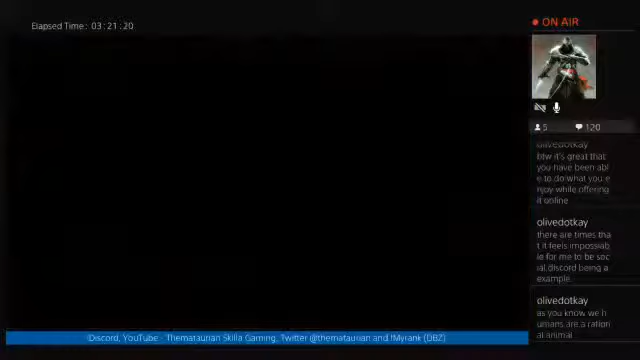 Elapsed Time : 03 : 21 : 20
ON AIR
5
120
olivedotkay
btw it's great that
you have been abl
e to do what you e
njoy while offering
it online
olivedotkay
there are times tha
t it feels impossiab
le for me to be soc
ial,discord being a
example.
olivedotkay
as you know we h
umans are a ration
al animal
!Discord, YouTube - Themataurian Skilla Gaming, Twitter @themataurian and !Myrank (DBZ)